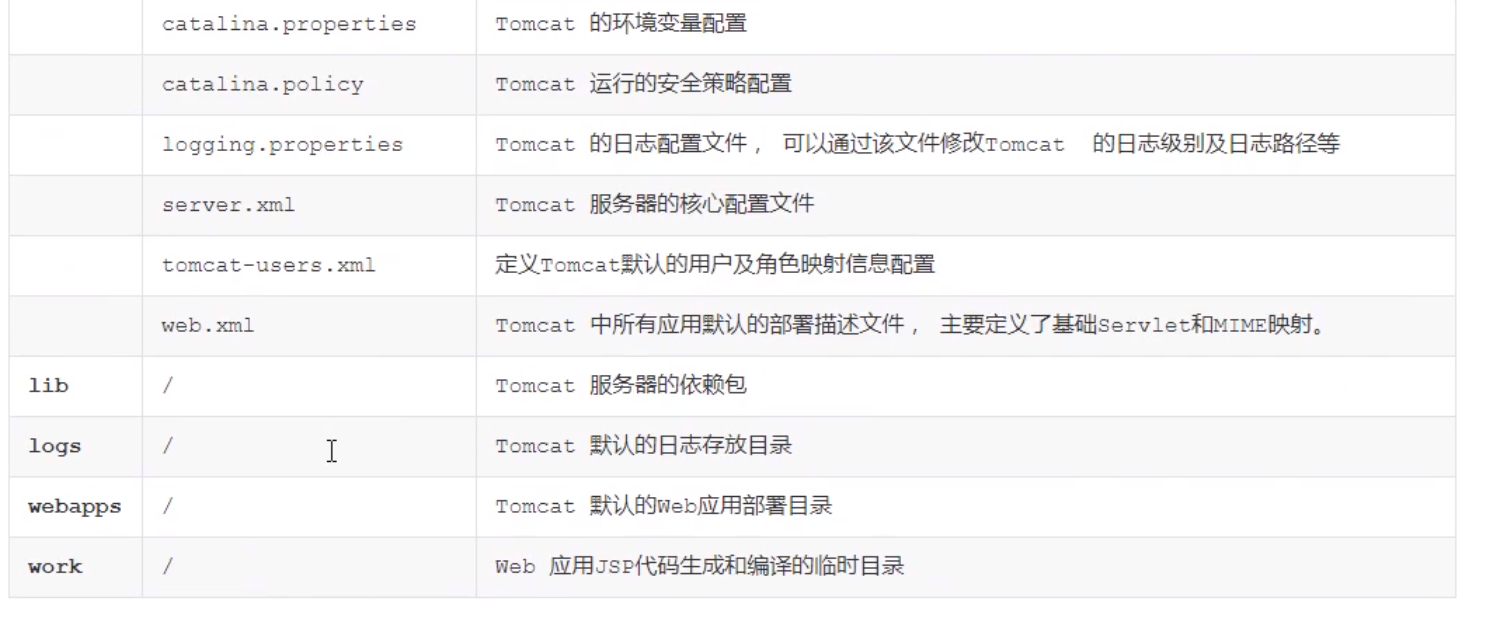 catalina.properties Tomcat 的环境变量配置
catalina.policy Tomcat 运行的安全策略配置
logging.properties Tomcat 的日志配置文件， 可以通过该文件修改Tomcat 的日志级别及日志路径等
server.xml Tomcat 服务器的核心配置文件
tomcat-users.xml 定义Tomcat默认的用户及角色映射信息配置
web.xml Tomcat 中所有应用默认的部署描述文件， 主要定义了基础Servlet和MIME映射。
lib / Tomcat 服务器的依赖包
logs / Tomcat 默认的日志存放目录
webapps / Tomcat 默认的Web应用部署目录
work / Web 应用JSP代码生成和编译的临时目录